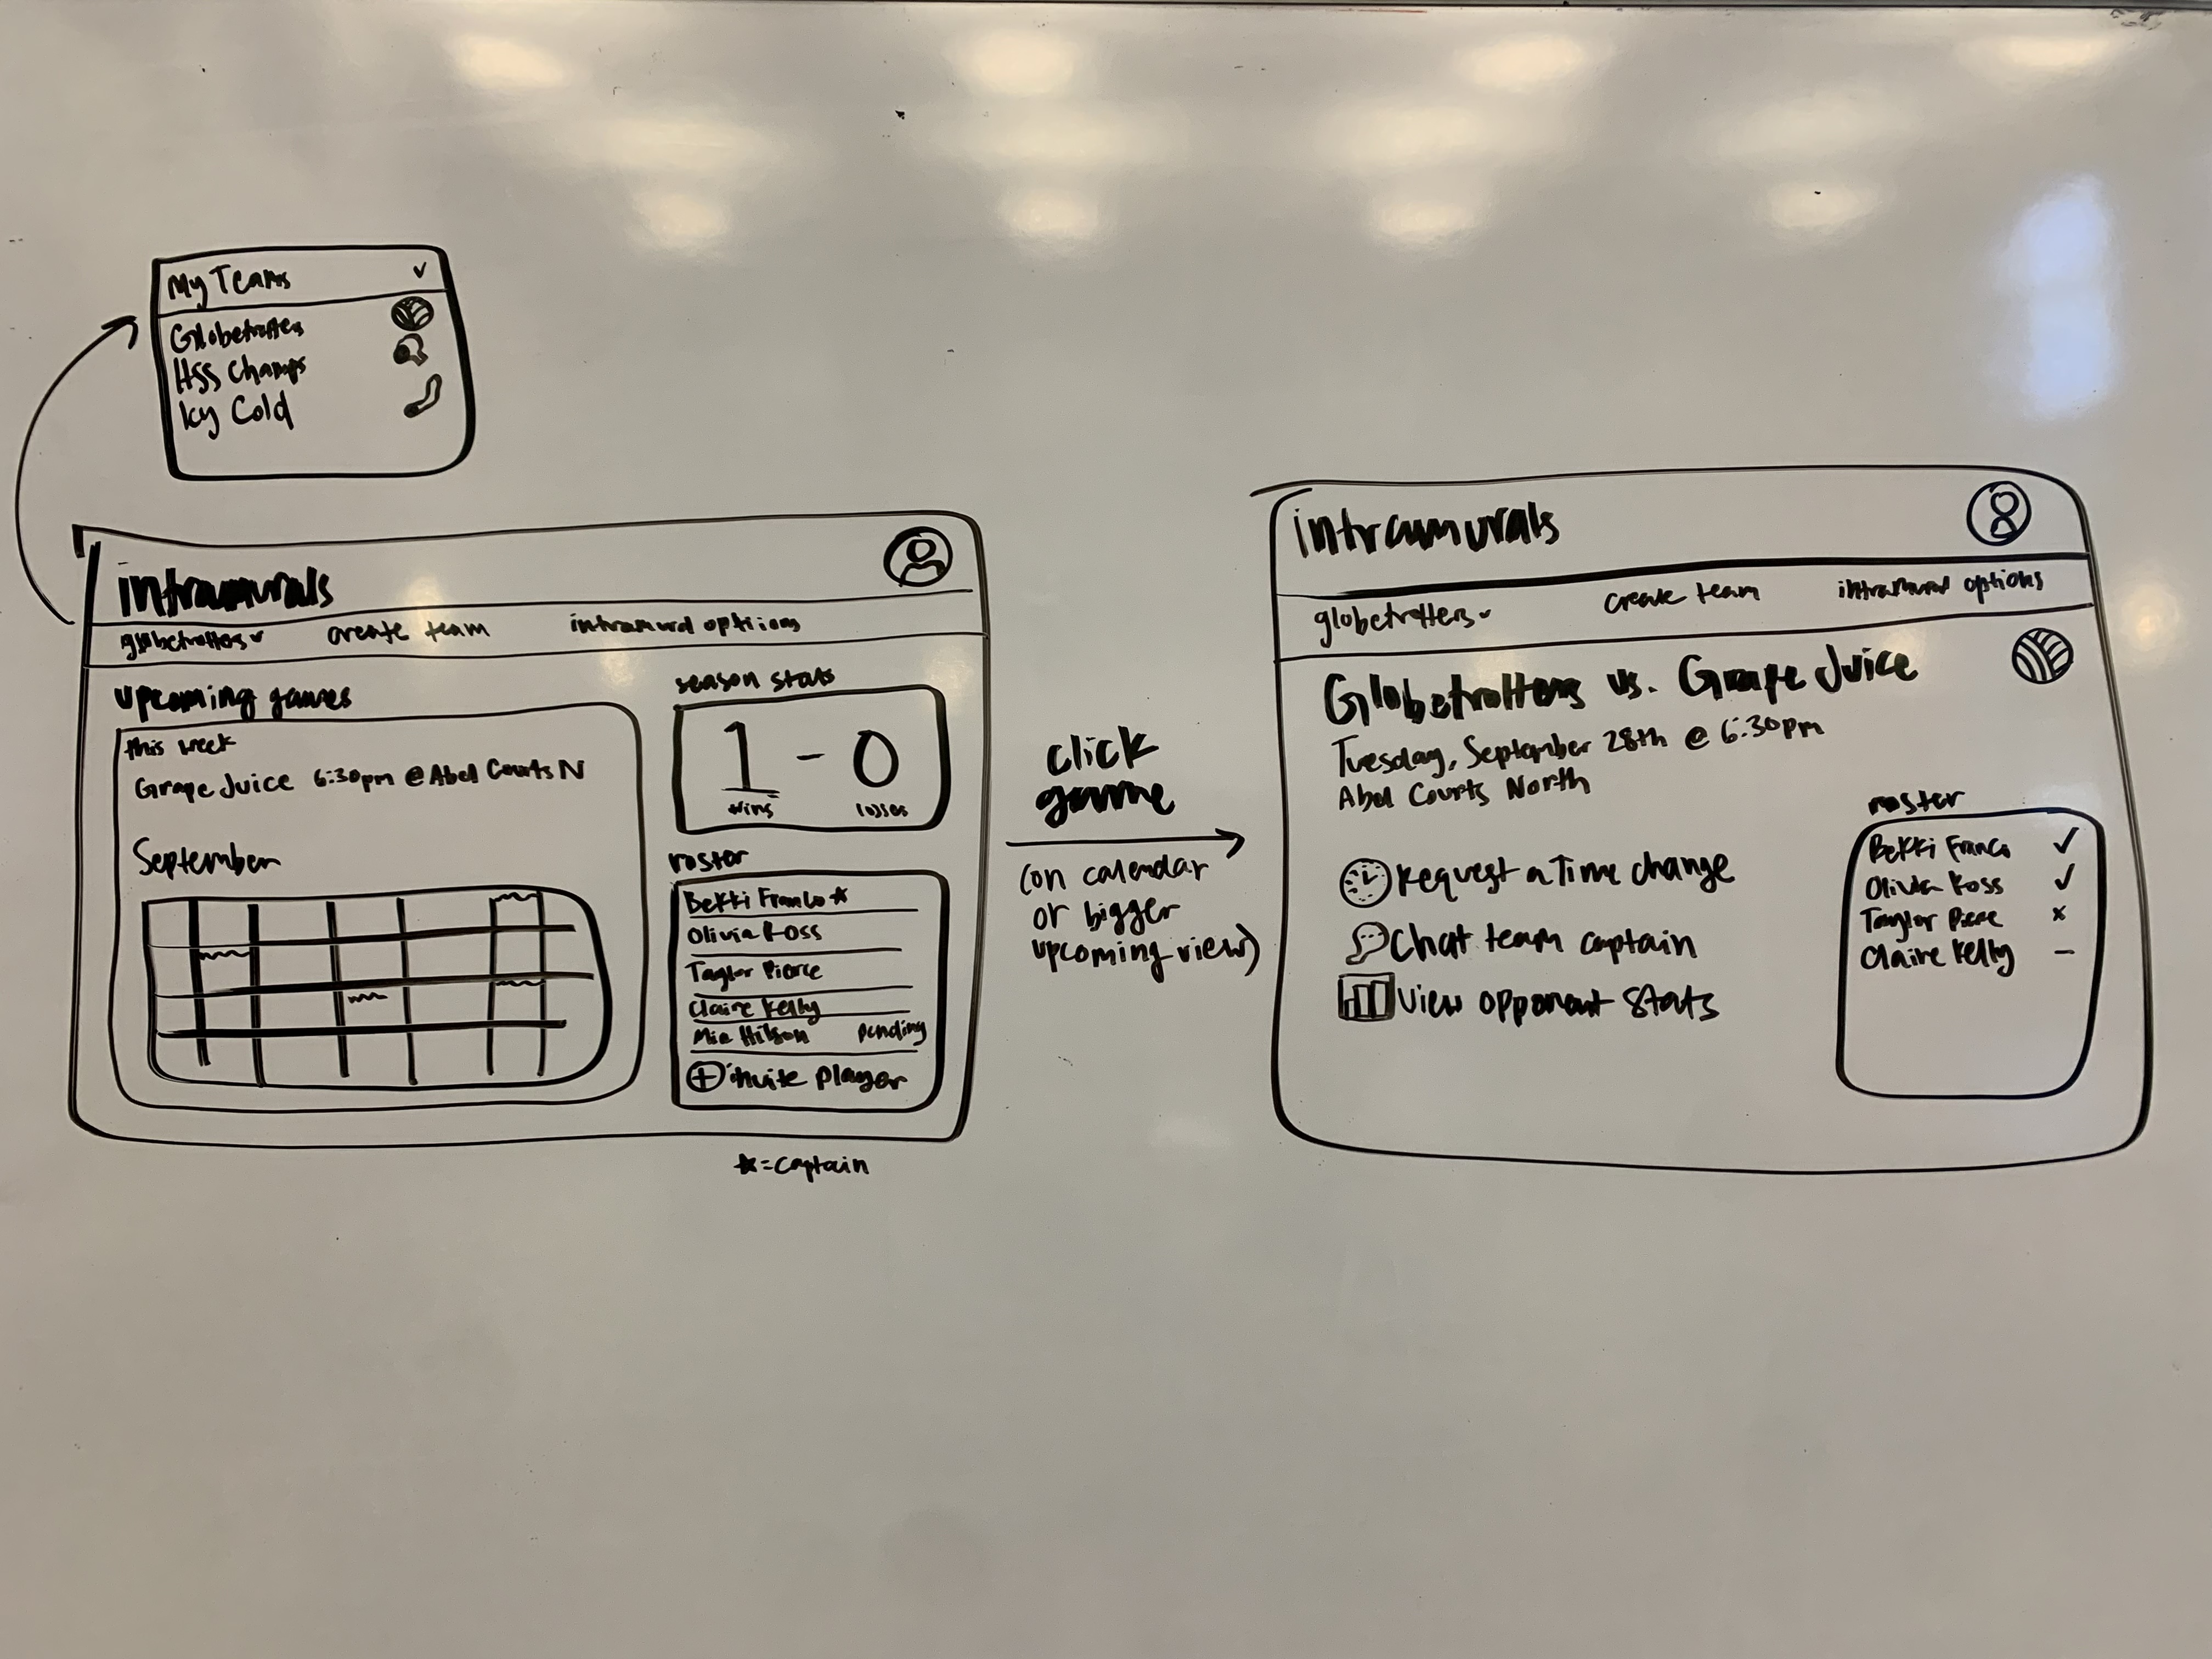 My Teams
Globetrotters
HSS Champs
Icy Cold
intramurals
globetrotters
create team
intramural optiions
upcoming games
this week
Grape Juice 6:30pm @ Abel Courts N
September
season stats
1 - 0
wins losses
roster
Bekki Franco ★
Olivia Ross
Taylor Pierce
Claire Kelly
Mia Hilson pending
+ invite player
★ = captain
click
game
(on calendar
or bigger
upcoming view)
intramurals
globetrotters
create team
intramural options
Globetrotters vs. Grape Juice
Tuesday, September 28th @ 6:30pm
Abel Courts North
Request a Time change
Chat team captain
View opponent stats
roster
Bekki Franco ✓
Olivia Ross ✓
Taylor Pierce x
Claire Kelly –